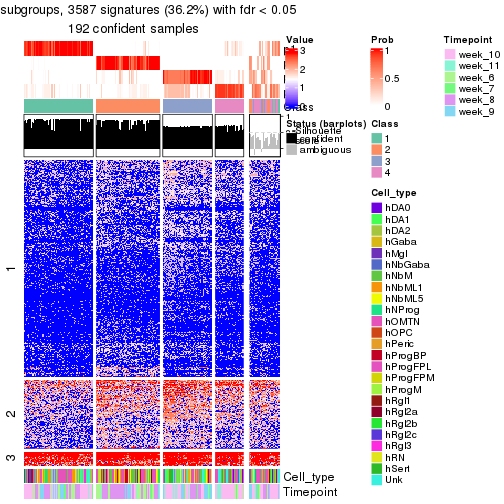 subgroups, 3587 signatures (36.2%) with fdr < 0.05
192 confident samples
Value
3
2
1
0
Class
Silhouette
score
Status (barplots)
confident
ambiguous
Prob
1
0.5
0
Class
1
2
3
4
Timepoint
week_10
week_11
week_6
week_7
week_8
week_9
Cell_type
hDA0
hDA1
hDA2
hGaba
hMgl
hNbGaba
hNbM
hNbML1
hNbML5
hNProg
hOMTN
hOPC
hPeric
hProgBP
hProgFPL
hProgFPM
hProgM
hRgl1
hRgl2a
hRgl2b
hRgl2c
hRgl3
hRN
hSert
Unk
1
2
3
Cell_type
Timepoint